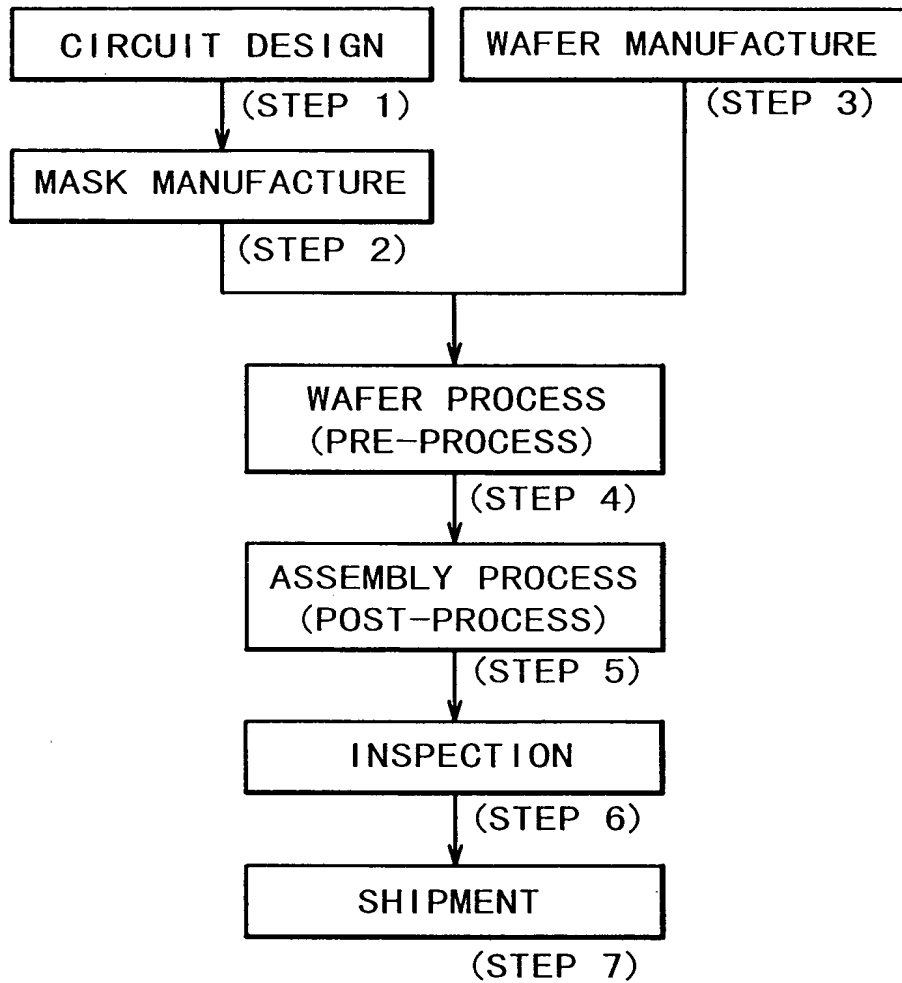 CIRCUIT DESIGN
(STEP 1)
WAFER MANUFACTURE
(STEP 3)
MASK MANUFACTURE
(STEP 2)
WAFER PROCESS
(PRE-PROCESS)
(STEP 4)
ASSEMBLY PROCESS
(POST-PROCESS)
(STEP 5)
INSPECTION
(STEP 6)
SHIPMENT
(STEP 7)